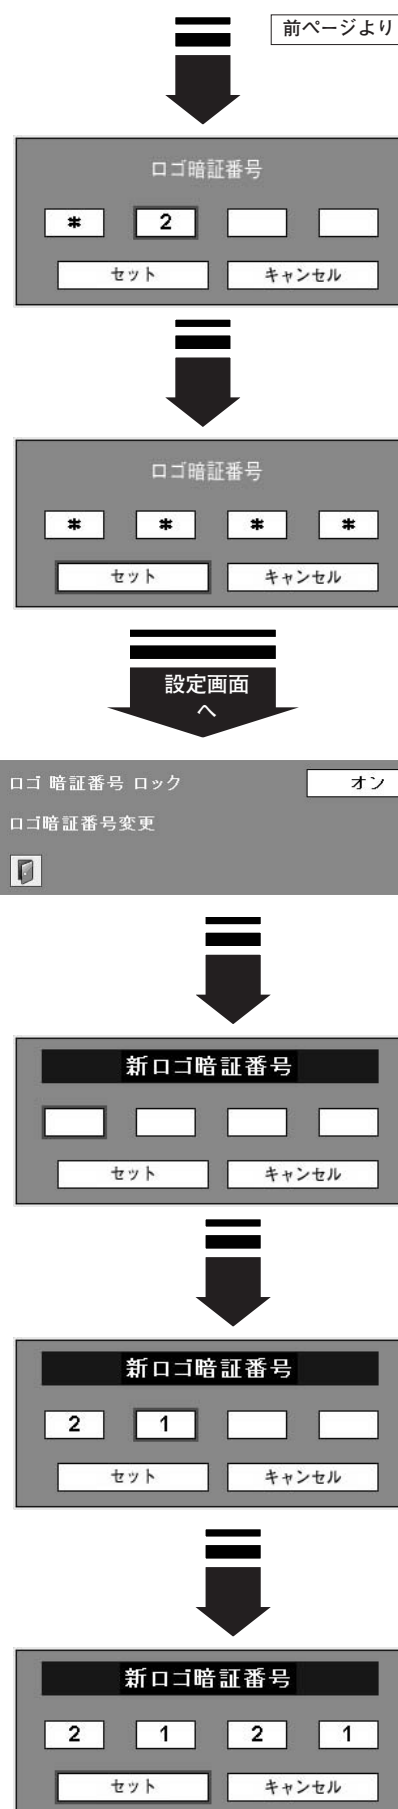 前ページより
ロゴ暗証番号
* 2
セット キャンセル
ロゴ暗証番号
* * * *
セット キャンセル
設定画面
へ
ロゴ 暗証番号 ロック オン
ロゴ暗証番号変更
新ロゴ暗証番号
セット キャンセル
新ロゴ暗証番号
2 1
セット キャンセル
新ロゴ暗証番号
2 1 2 1
セット キャンセル